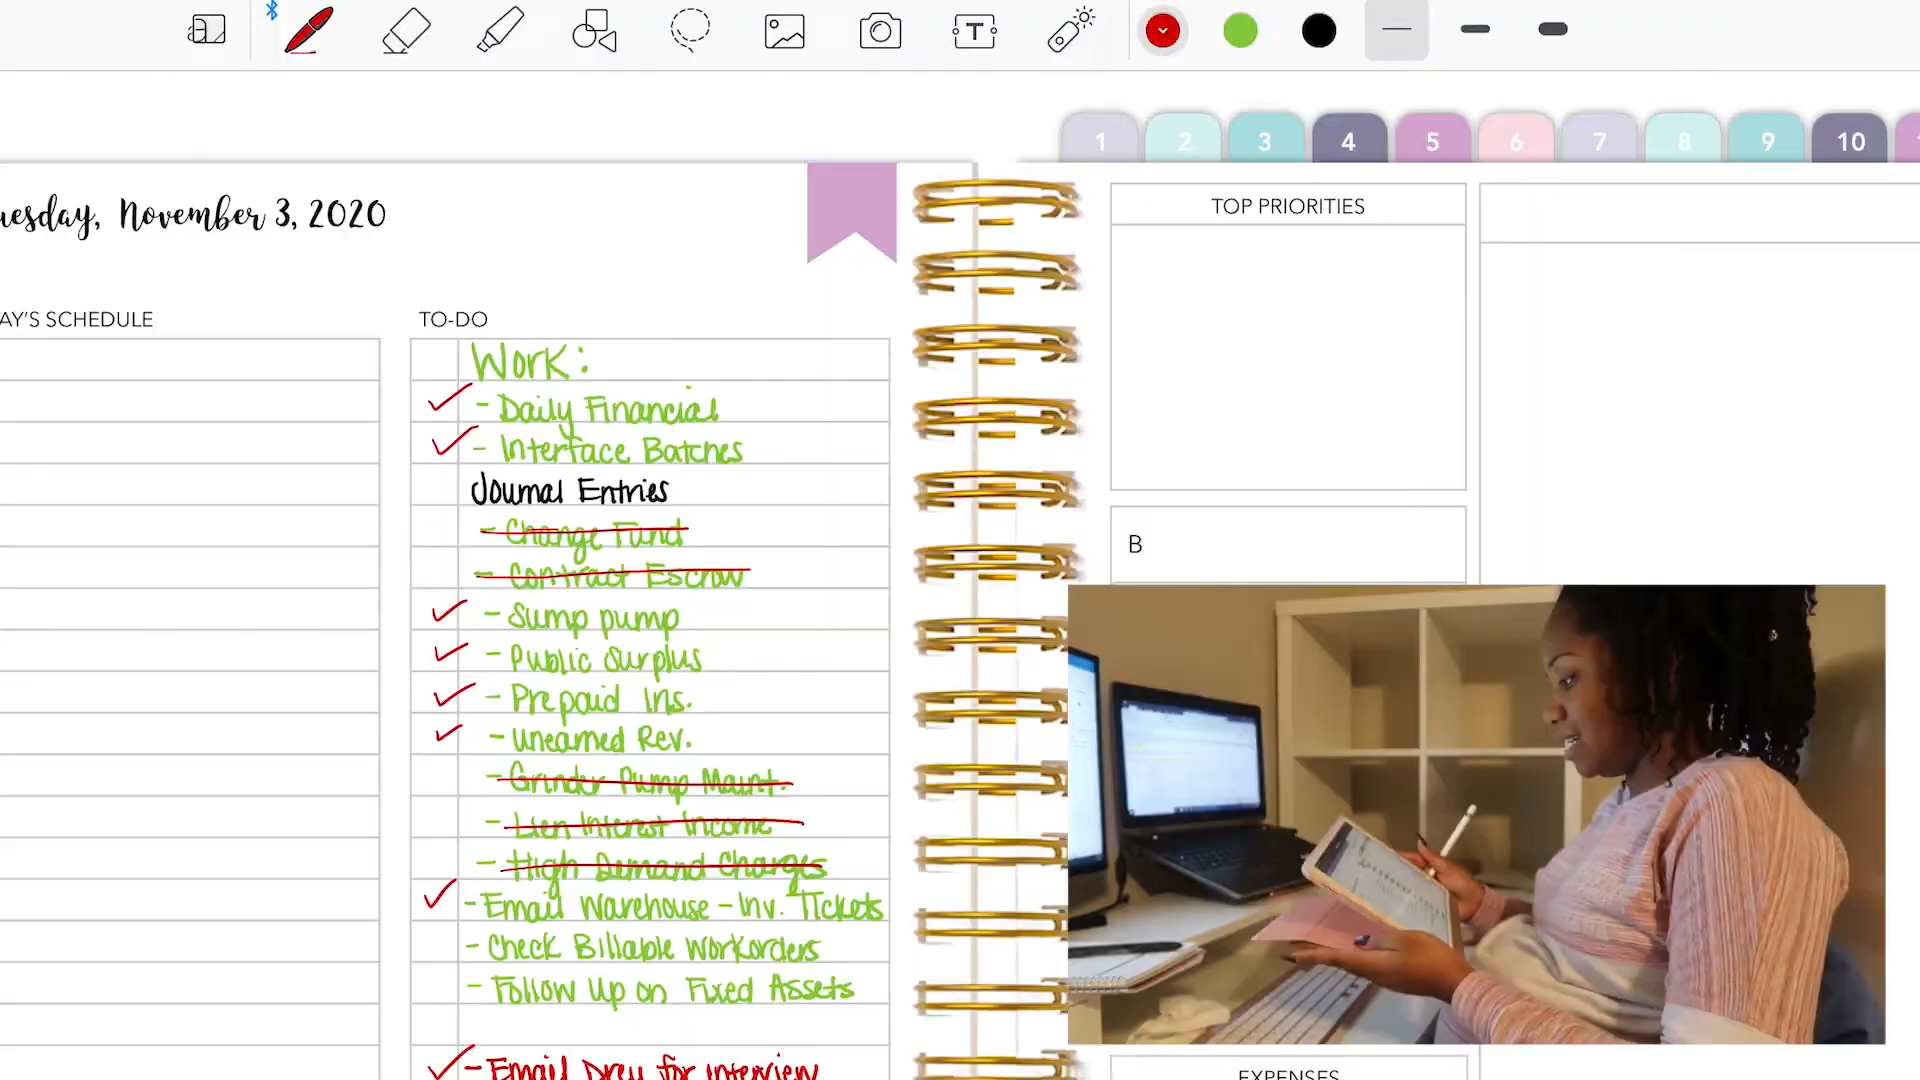 1 2 3 4 5 6 7 8 9 10
uesday, November 3, 2020
TOP PRIORITIES
AY'S SCHEDULE
TO-DO
Work:
- Daily Financial
- Interface Batches
Journal Entries
- Change Fund
- Contract Escrow
- Sump pump
- Public Surplus
- Prepaid Ins.
- Unearned Rev.
- Grinder Pump Maint.
- Lien Interest Income
- High Demand Charges
- Email Warehouse - Inv. Tickets
- Check Billable Workorders
- Follow Up on Fixed Assets
- Email Drey for interview
B
EXPENSES